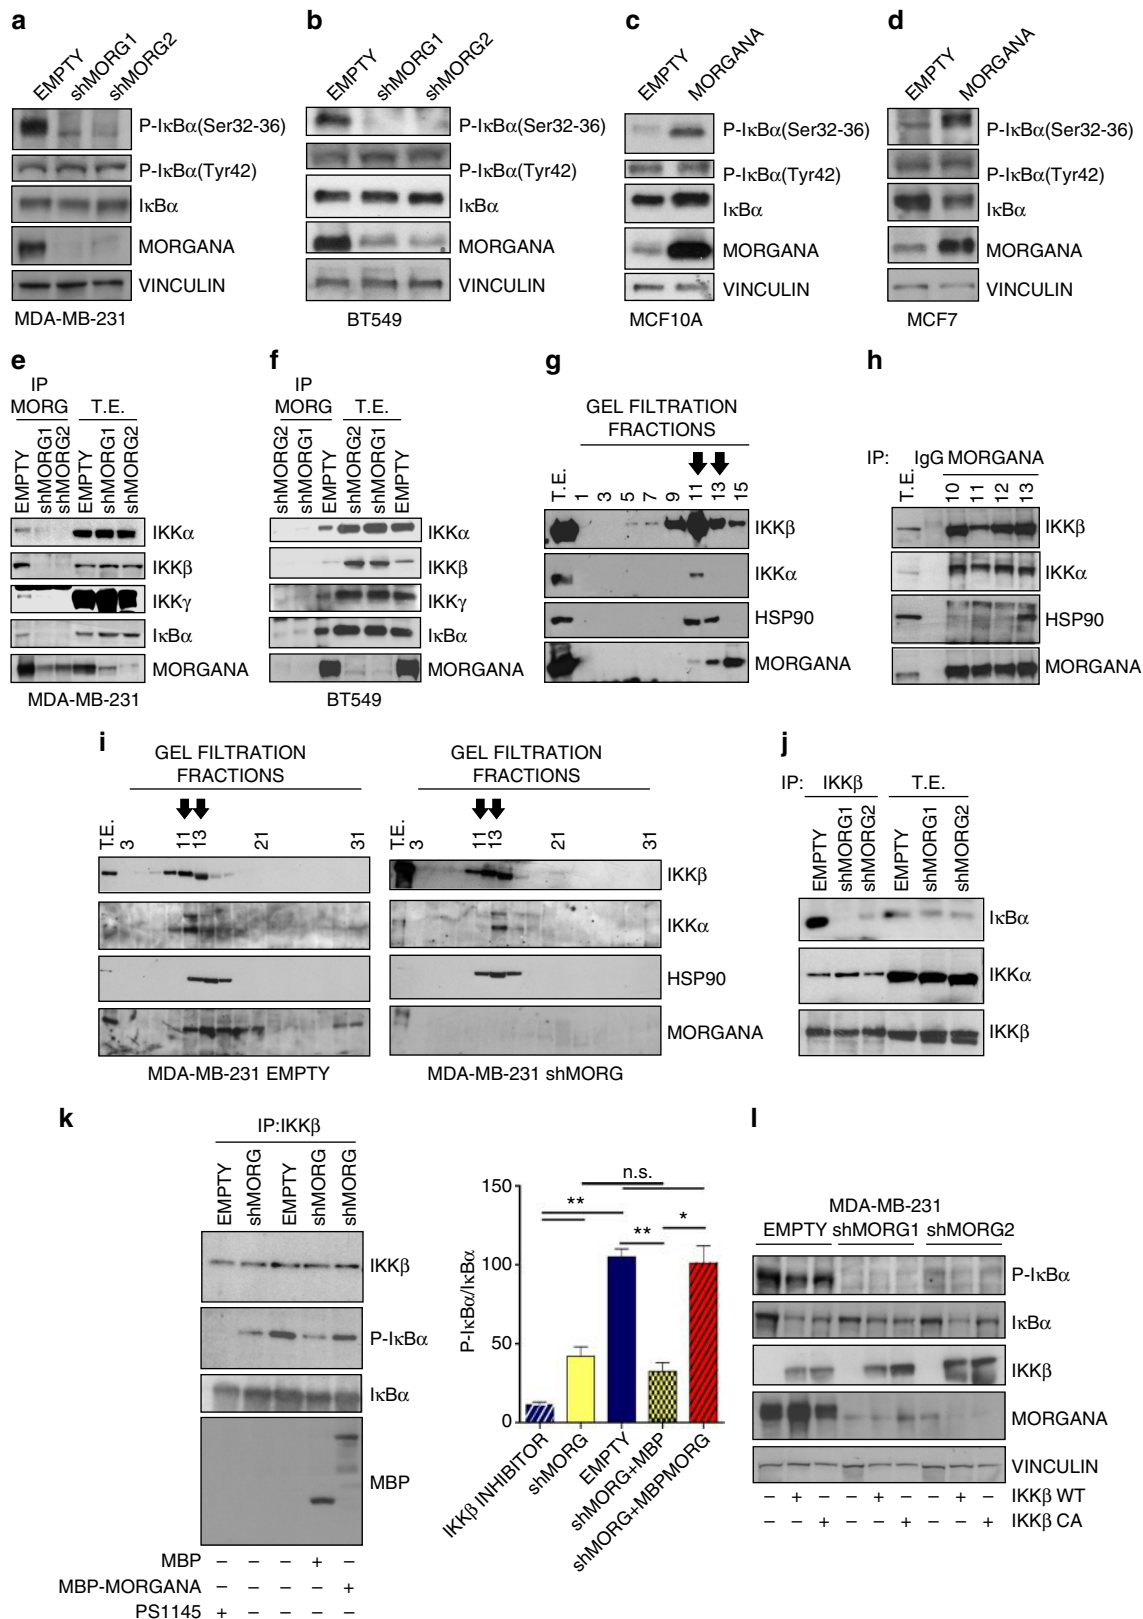 a
EMPTY
shMORG1
shMORG2
P-IκBα(Ser32-36)
P-IκBα(Tyr42)
IκBα
MORGANA
VINCULIN
MDA-MB-231
b
EMPTY
shMORG1
shMORG2
P-IκBα(Ser32-36)
P-IκBα(Tyr42)
IκBα
MORGANA
VINCULIN
BT549
c
EMPTY
MORGANA
P-IκBα(Ser32-36)
P-IκBα(Tyr42)
IκBα
MORGANA
VINCULIN
MCF10A
d
EMPTY
MORGANA
P-IκBα(Ser32-36)
P-IκBα(Tyr42)
IκBα
MORGANA
VINCULIN
MCF7
e
IP
MORG T.E.
EMPTY
shMORG1
shMORG2
EMPTY
shMORG1
shMORG2
IKKα
IKKβ
IKKγ
IκBα
MORGANA
MDA-MB-231
f
IP
MORG T.E.
shMORG2
shMORG1
EMPTY
shMORG2
shMORG1
EMPTY
IKKα
IKKβ
IKKγ
IκBα
MORGANA
BT549
g
GEL FILTRATION
FRACTIONS
T.E. 1 3 5 7 9 11 13 15
IKKβ
IKKα
HSP90
MORGANA
h
IP: IgG MORGANA
T.E. 10 11 12 13
IKKβ
IKKα
HSP90
MORGANA
i
GEL FILTRATION
FRACTIONS
T.E. 3 11 13 21 31
MDA-MB-231 EMPTY
GEL FILTRATION
FRACTIONS
T.E. 3 11 13 21 31
IKKβ
IKKα
HSP90
MORGANA
MDA-MB-231 shMORG
j
IP: IKKβ T.E.
EMPTY
shMORG1
shMORG2
EMPTY
shMORG1
shMORG2
IκBα
IKKα
IKKβ
k
IP:IKKβ
EMPTY
shMORG
EMPTY
shMORG
shMORG
IKKβ
P-IκBα
IκBα
MBP
MBP – – – + –
MBP-MORGANA – – – – +
PS1145 + – – – –
P-IκBα/IκBα
150
100
50
0
n.s.
**
*
**
IKKβ INHIBITOR
shMORG
EMPTY
shMORG+MBP
shMORG+MBPMORG
l
MDA-MB-231
EMPTY shMORG1 shMORG2
P-IκBα
IκBα
IKKβ
MORGANA
VINCULIN
– + – – + – – + – IKKβ WT
– – + – – + – – + IKKβ CA